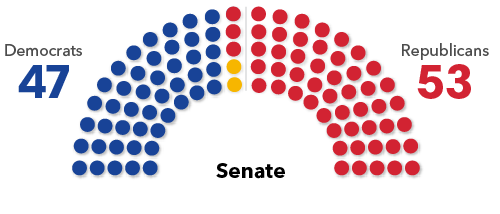 Democrats
47
Republicans
53
Senate